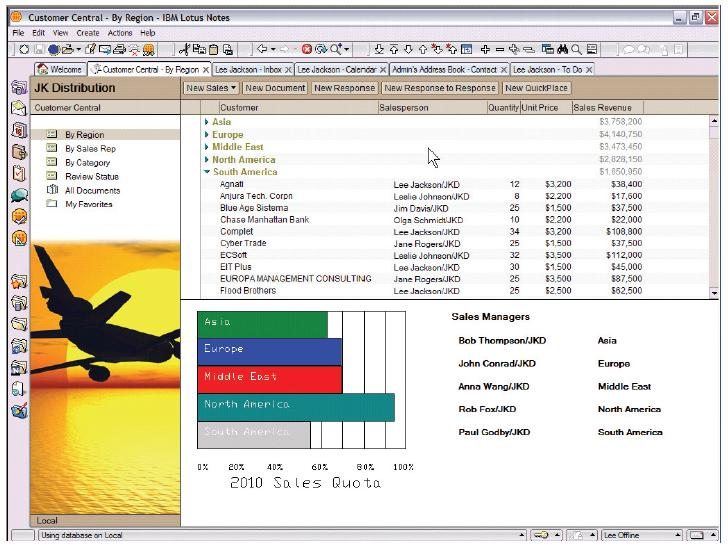 Customer Central - By Region - IBM Lotus Notes
File Edit View Create Actions Help
Welcome Customer Central - By Region Lee Jackson - Inbox Lee Jackson - Calendar Admin's Address Book - Contact Lee Jackson - To Do
JK Distribution New Sales New Document New Response New Response to Response New QuickPlace
Customer Central Customer Salesperson Quantity Unit Price Sales Revenue
By Region
By Sales Rep
By Category
Review Status
All Documents
My Favorites
Asia $3,758,200
Europe $4,140,750
Middle East $3,473,450
North America $2,828,150
South America $1,650,950
Agnati Lee Jackson/JKD 12 $3,200 $38,400
Anjura Tech. Corpn Leslie Johnson/JKD 8 $2,200 $17,600
Blue Age Sistema Jim Davis/JKD 25 $1,500 $37,500
Chase Manhattan Bank Olga Schmidt/JKD 10 $2,200 $22,000
Complet Lee Jackson/JKD 34 $3,200 $108,800
Cyber Trade Jane Rogers/JKD 25 $1,500 $37,500
ECSoft Leslie Johnson/JKD 32 $3,500 $112,000
EIT Plus Lee Jackson/JKD 30 $1,500 $45,000
EUROPA MANAGEMENT CONSULTING Jane Rogers/JKD 25 $3,500 $87,500
Flood Brothers Lee Jackson/JKD 25 $2,500 $62,500
Asia
Europe
Middle East
North America
South America
0% 20% 40% 60% 80% 100%
2010 Sales Quota
Sales Managers
Bob Thompson/JKD Asia
John Conrad/JKD Europe
Anna Wang/JKD Middle East
Rob Fox/JKD North America
Paul Godby/JKD South America
Local
Using database on Local Lee Offline